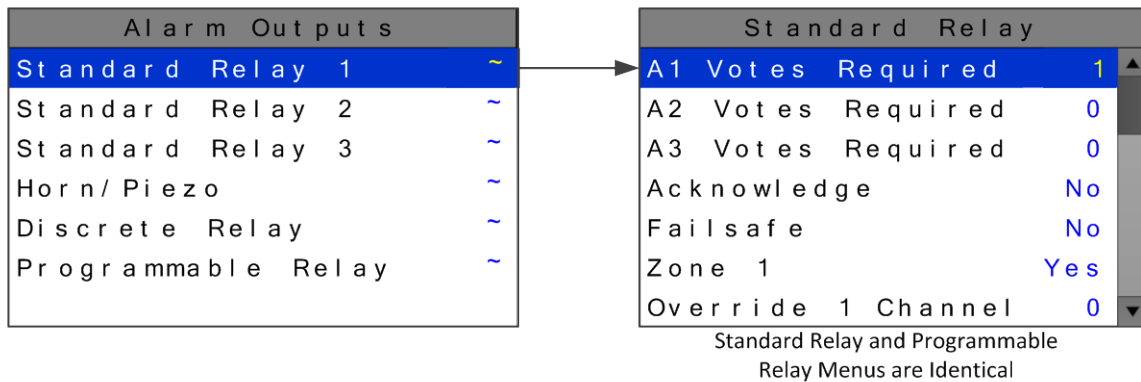 Alarm Outputs
Standard Relay 1 ~
Standard Relay 2 ~
Standard Relay 3 ~
Horn/Piezo ~
Discrete Relay ~
Programmable Relay ~
Standard Relay
A1 Votes Required 1
A2 Votes Required 0
A3 Votes Required 0
Acknowledge No
Failsafe No
Zone 1 Yes
Override 1 Channel 0
Standard Relay and Programmable
Relay Menus are Identical